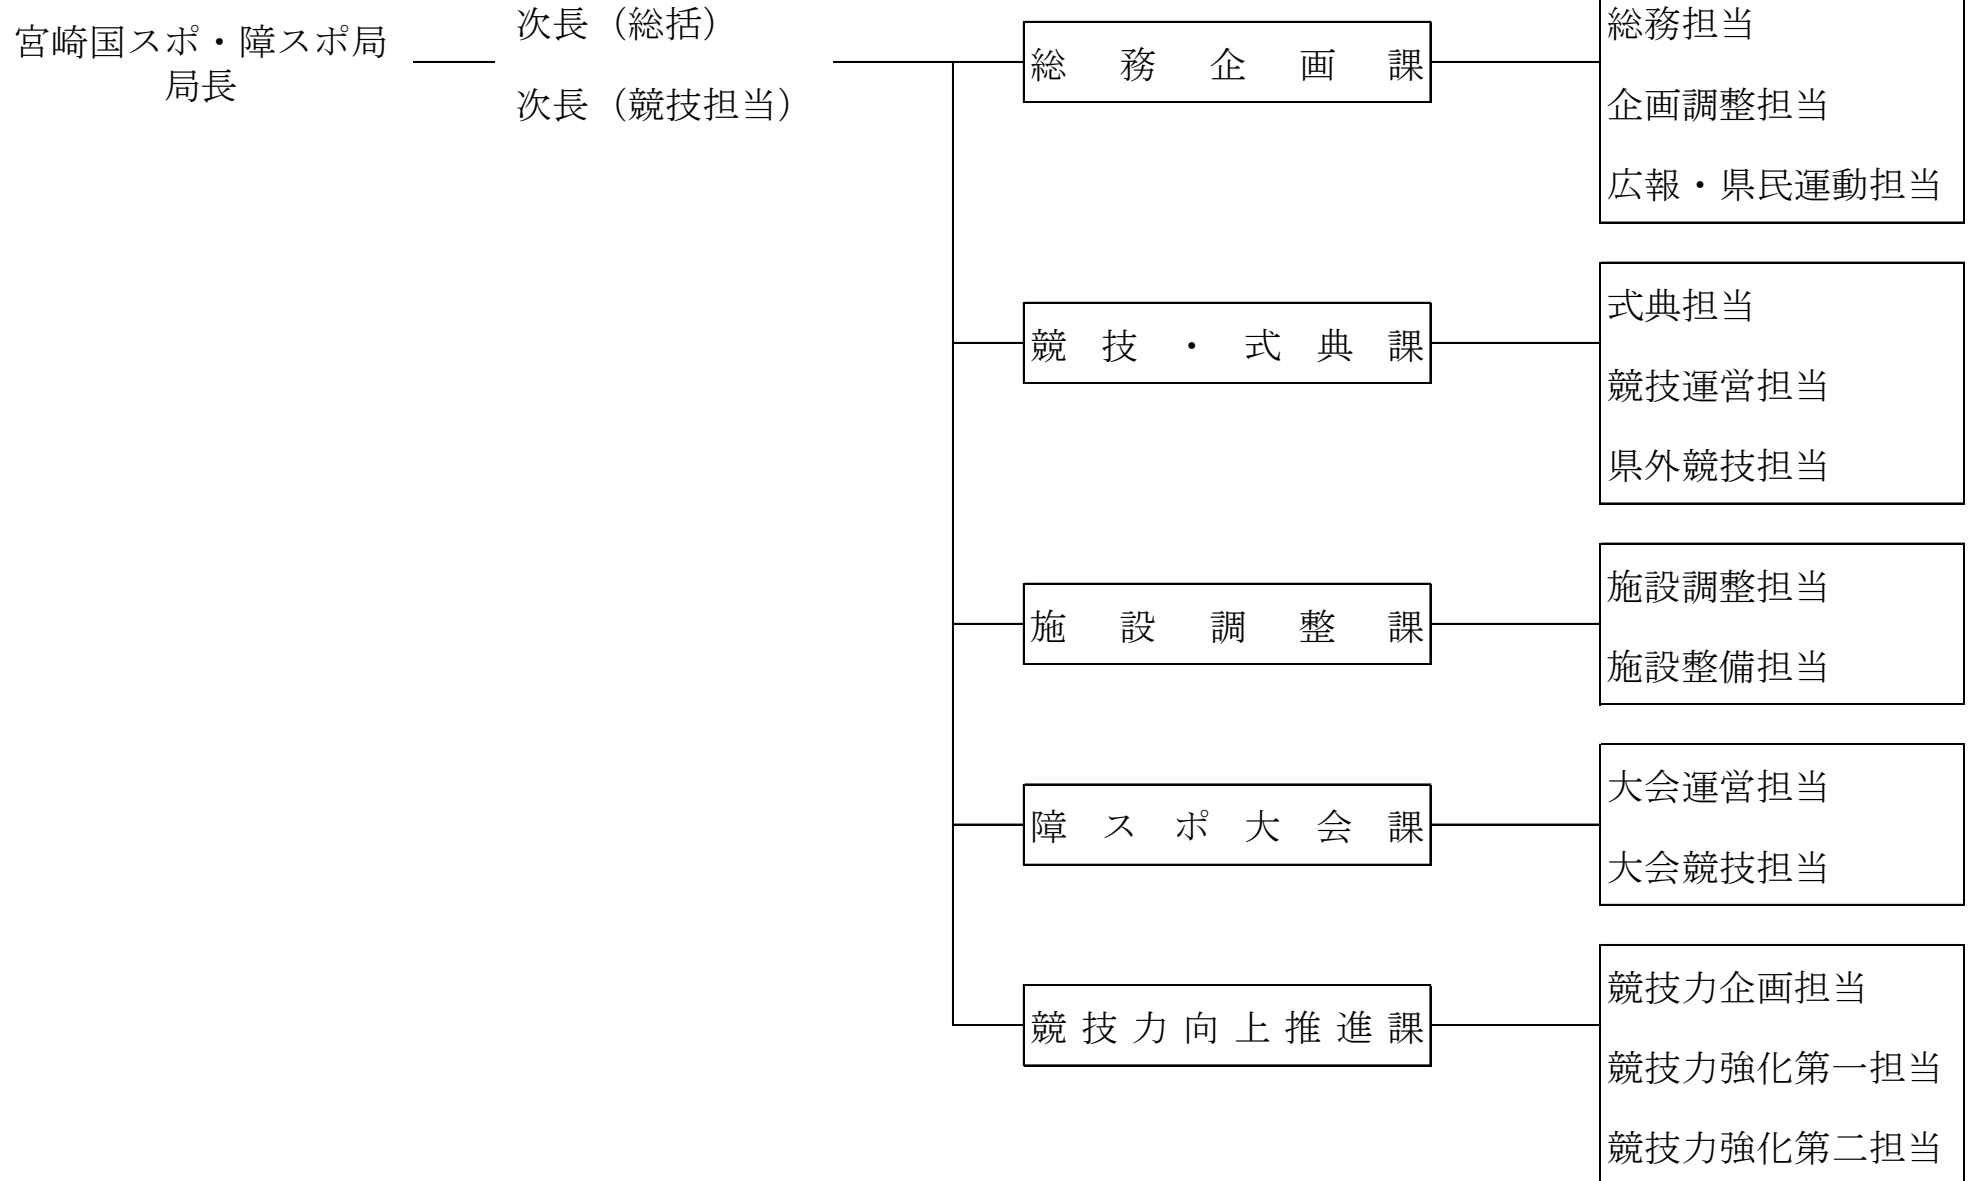 宮崎国スポ・障スポ局
局長
次長（総括）
次長（競技担当）
総務企画課
総務担当
企画調整担当
広報・県民運動担当
競技・式典課
式典担当
競技運営担当
県外競技担当
施設調整課
施設調整担当
施設整備担当
障スポ大会課
大会運営担当
大会競技担当
競技力向上推進課
競技力企画担当
競技力強化第一担当
競技力強化第二担当